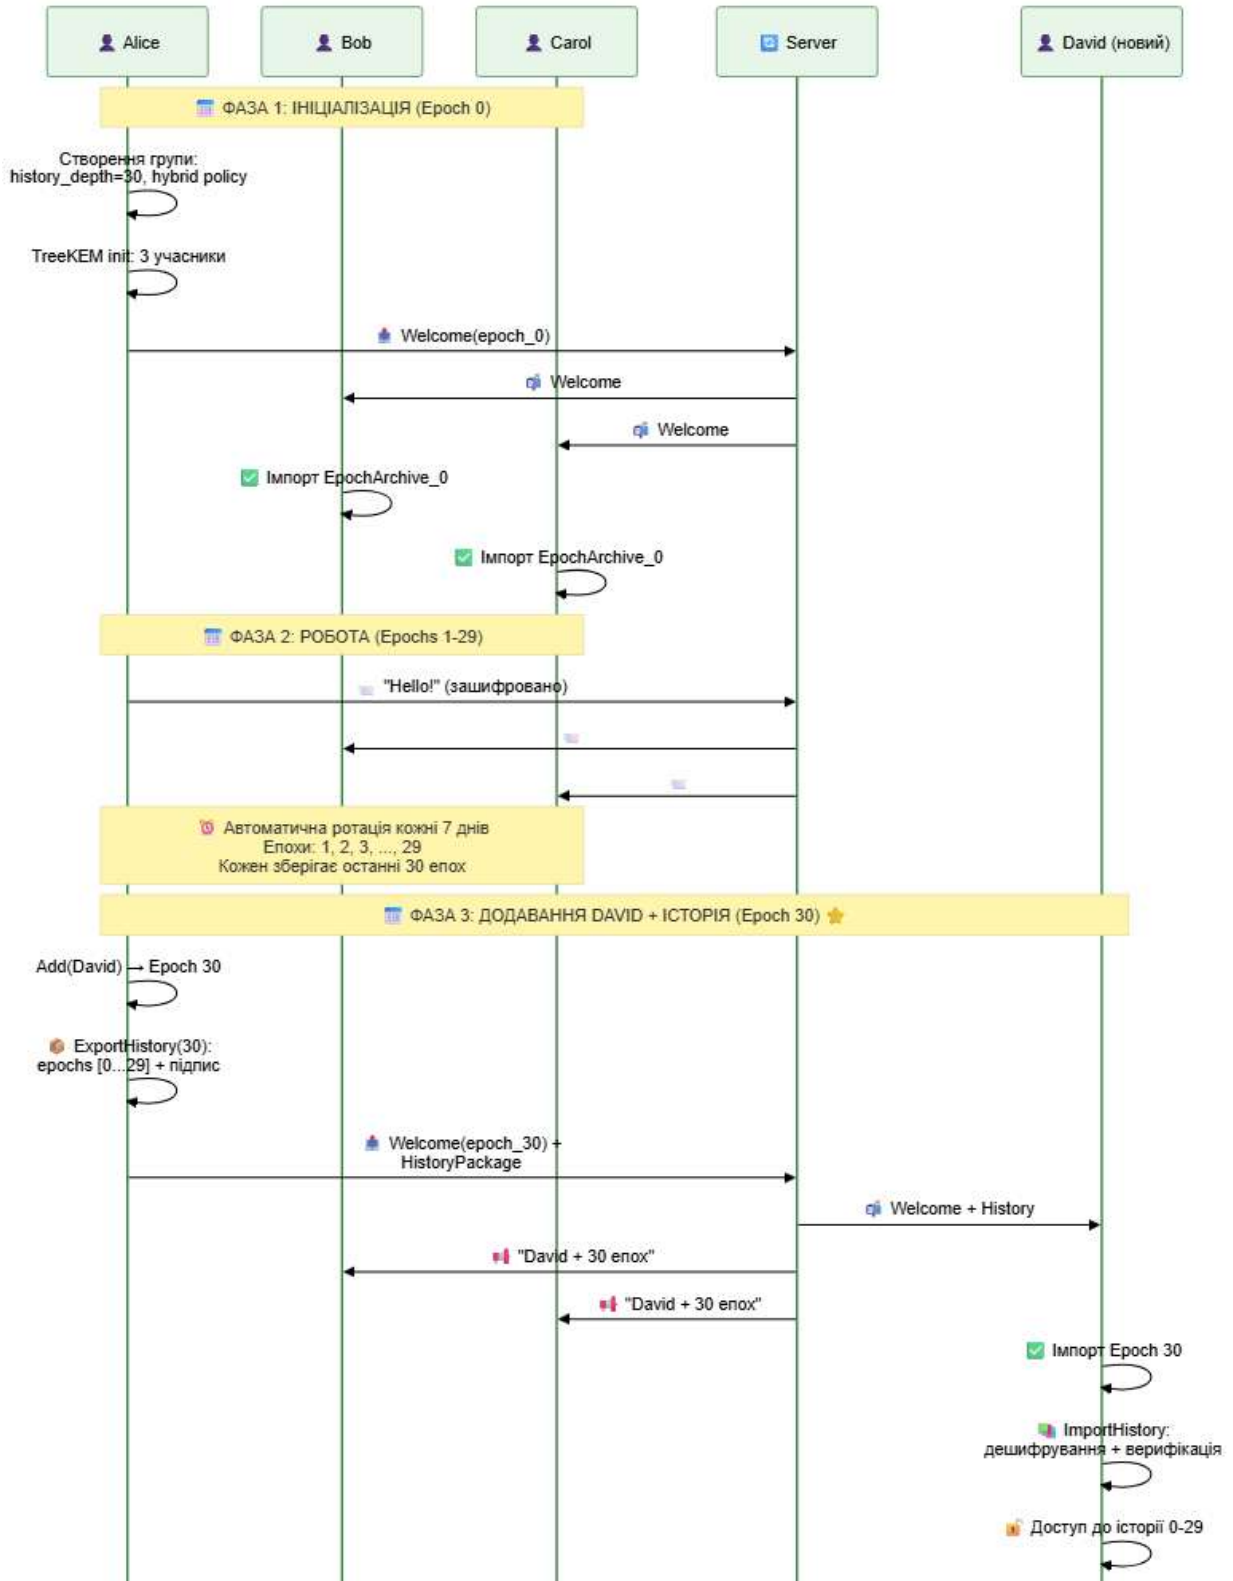 Alice
Bob
Carol
Server
David (новий)
ФАЗА 1: ІНІЦІАЛІЗАЦІЯ (Epoch 0)
Створення групи:
history_depth=30, hybrid policy
TreeKEM init: 3 учасники
Welcome(epoch_0)
Welcome
Welcome
Імпорт EpochArchive_0
Імпорт EpochArchive_0
ФАЗА 2: РОБОТА (Epochs 1-29)
"Hello!" (зашифровано)
Автоматична ротація кожні 7 днів
Епохи: 1, 2, 3, ..., 29
Кожен зберігає останні 30 епох
ФАЗА 3: ДОДАВАННЯ DAVID + ІСТОРІЯ (Epoch 30)
Add(David) → Epoch 30
ExportHistory(30):
epochs [0...29] + підпис
Welcome(epoch_30) +
HistoryPackage
Welcome + History
"David + 30 епох"
"David + 30 епох"
Імпорт Epoch 30
ImportHistory:
дешифрування + верифікація
Доступ до історії 0-29